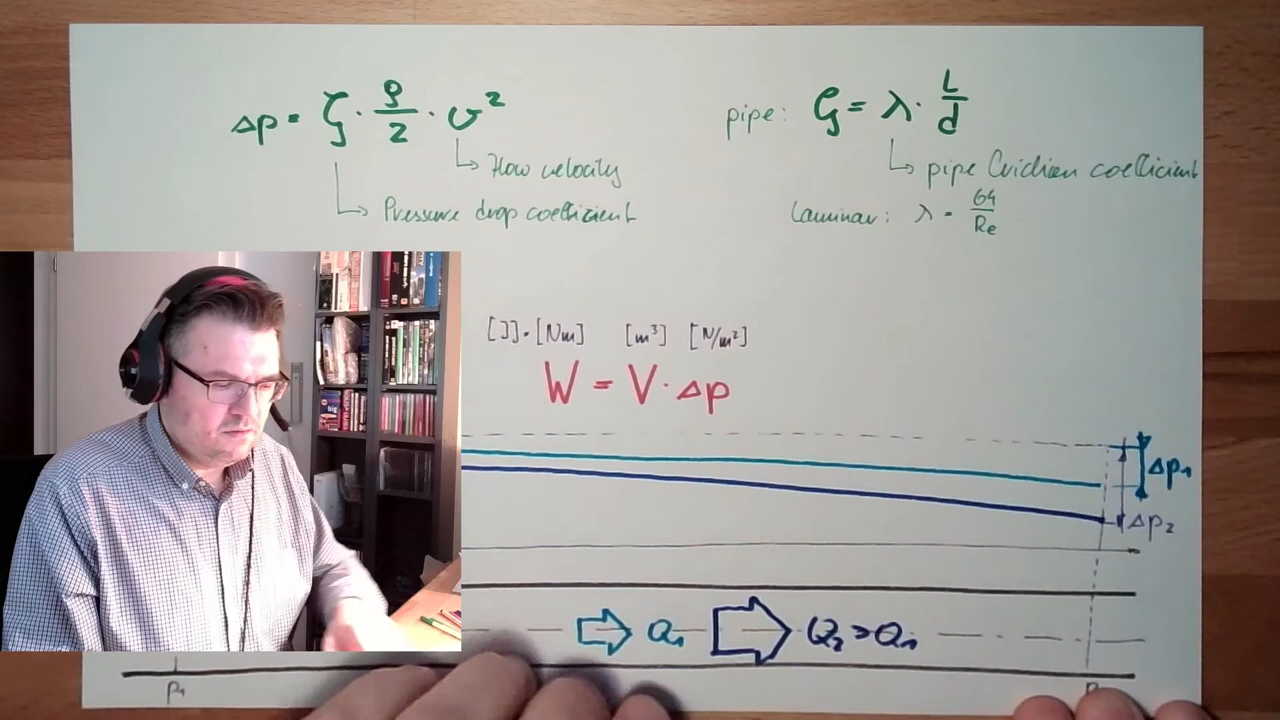 Δp = ζ · ρ/2 · v²
↳ Flow velocity
↳ Pressure drop coefficient
pipe: ζ = λ · L/d
↳ pipe friction coefficient
Laminar: λ = 64/Re
[J]=[Nm] [m³] [N/m²]
W = V · Δp
Δp₁
Δp₂
Q₁ Q₂>Q₁
p₁